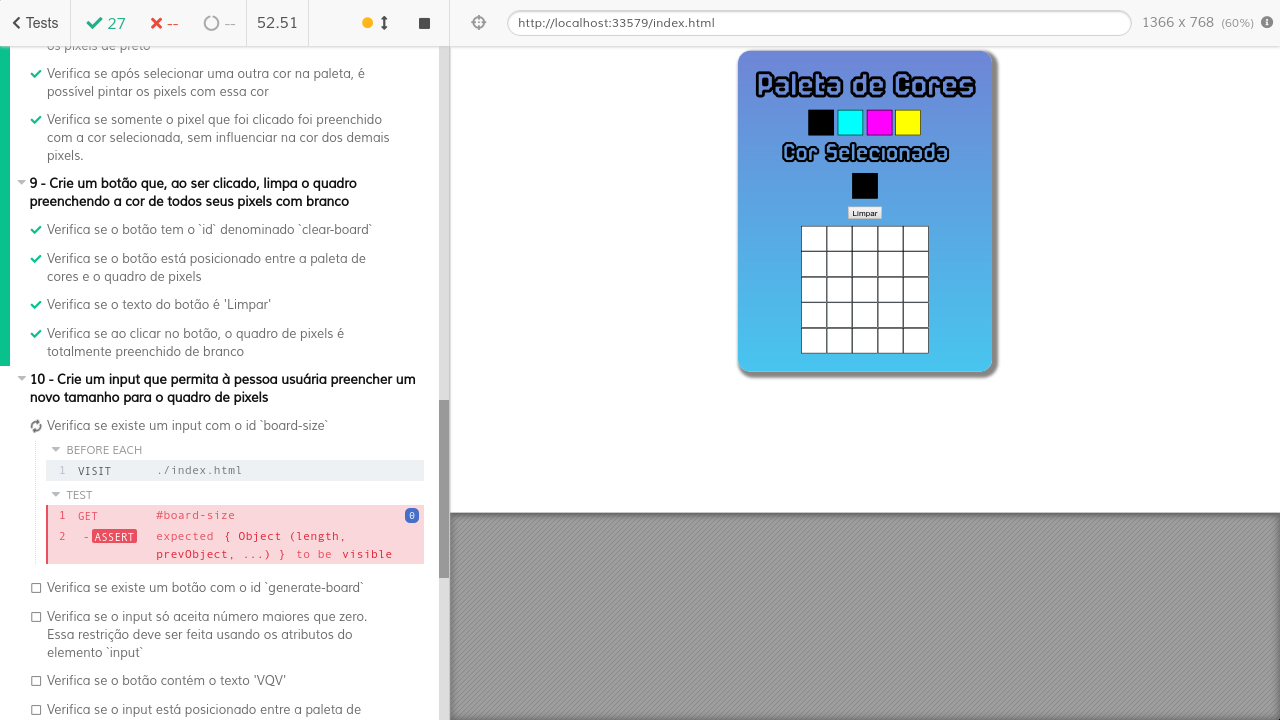 Tests 27 -- -- 52.51 http://localhost:33579/index.html 1366 x 768 (60%)
os pixels de preto
Verifica se após selecionar uma outra cor na paleta, é
possível pintar os pixels com essa cor
Verifica se somente o pixel que foi clicado foi preenchido
com a cor selecionada, sem influenciar na cor dos demais
pixels.
9 - Crie um botão que, ao ser clicado, limpa o quadro
preenchendo a cor de todos seus pixels com branco
Verifica se o botão tem o `id` denominado `clear-board`
Verifica se o botão está posicionado entre a paleta de
cores e o quadro de pixels
Verifica se o texto do botão é 'Limpar'
Verifica se ao clicar no botão, o quadro de pixels é
totalmente preenchido de branco
10 - Crie um input que permita à pessoa usuária preencher um
novo tamanho para o quadro de pixels
Verifica se existe um input com o id `board-size`
BEFORE EACH
1 VISIT ./index.html
TEST
1 GET #board-size 0
2 -ASSERT expected { Object (length,
prevObject, ...) } to be visible
Verifica se existe um botão com o id `generate-board`
Verifica se o input só aceita número maiores que zero.
Essa restrição deve ser feita usando os atributos do
elemento `input`
Verifica se o botão contém o texto 'VQV'
Verifica se o input está posicionado entre a paleta de
Paleta de Cores
Cor Selecionada
Limpar